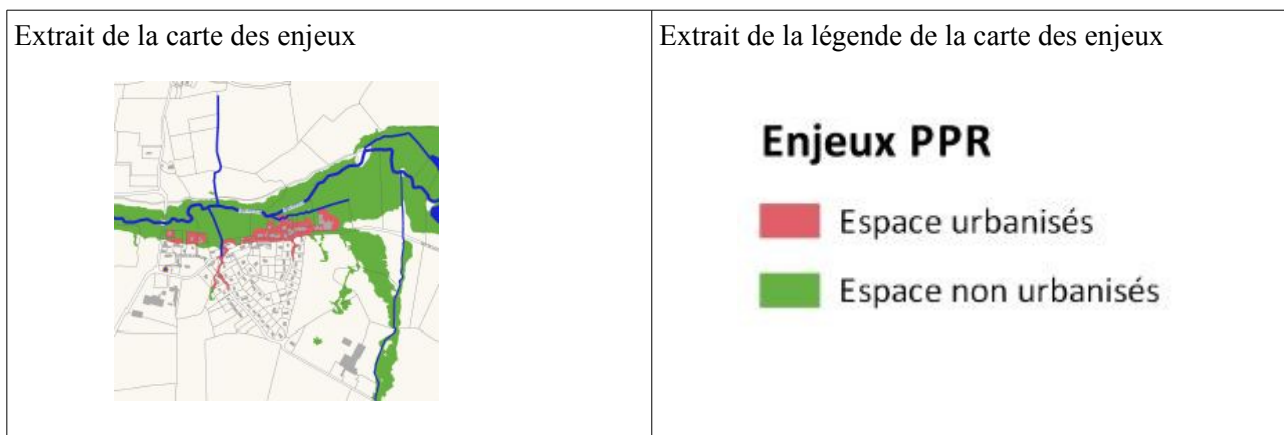 Extrait de la carte des enjeux
Extrait de la légende de la carte des enjeux
Enjeux PPR
Espace urbanisés
Espace non urbanisés